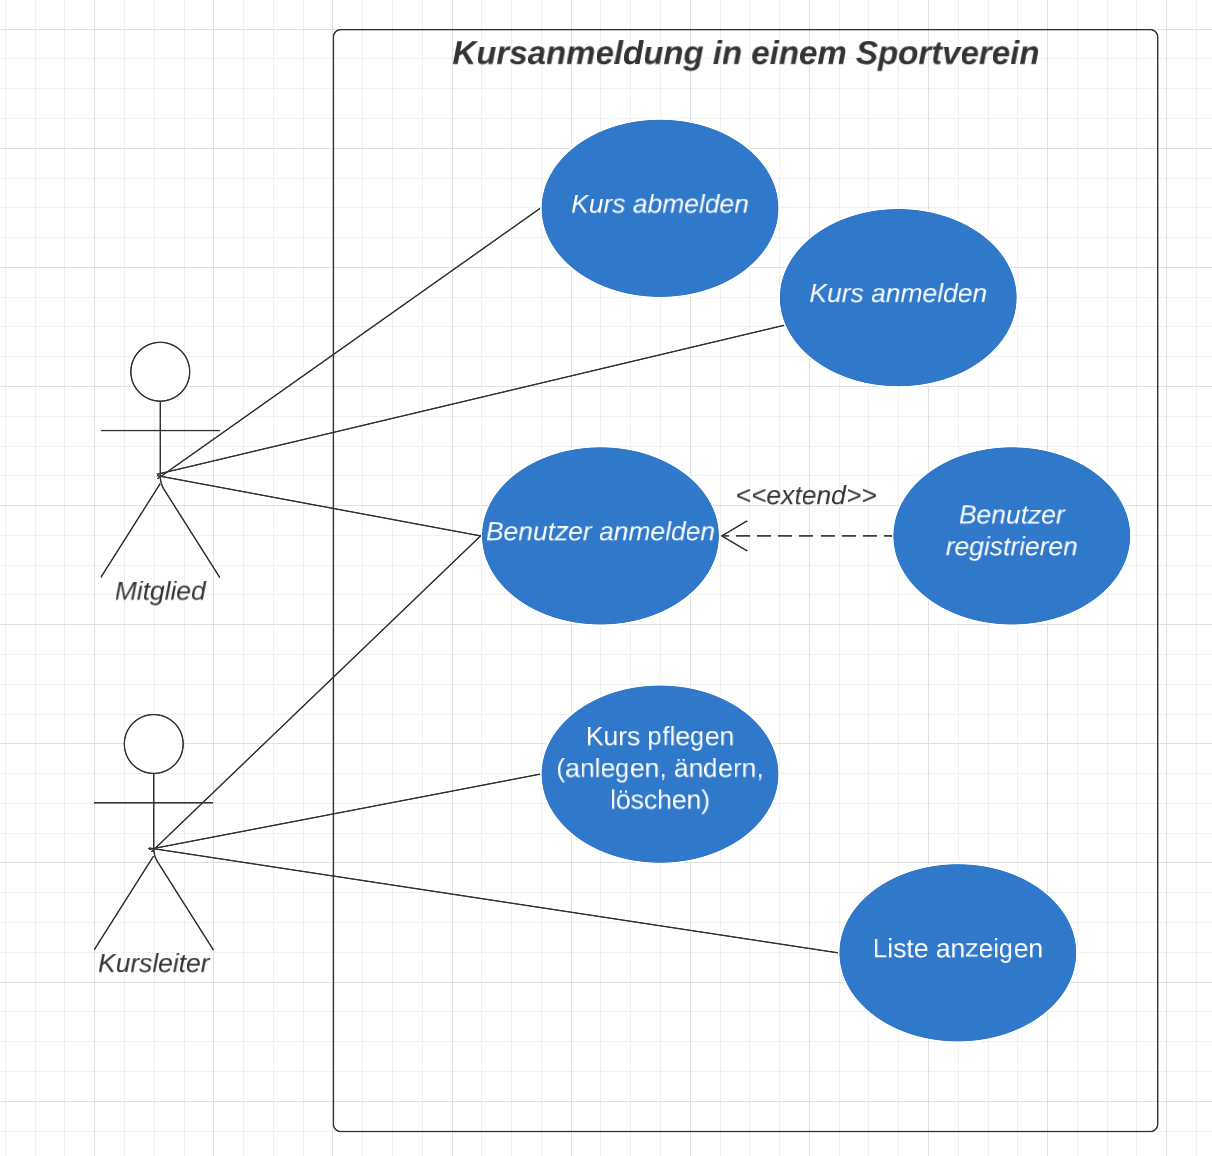 Kursanmeldung in einem Sportverein
Kurs abmelden
Kurs anmelden
Mitglied
Benutzer anmelden
<<extend>>
Benutzer
registrieren
Kurs pflegen
(anlegen, ändern,
löschen)
Kursleiter
Liste anzeigen